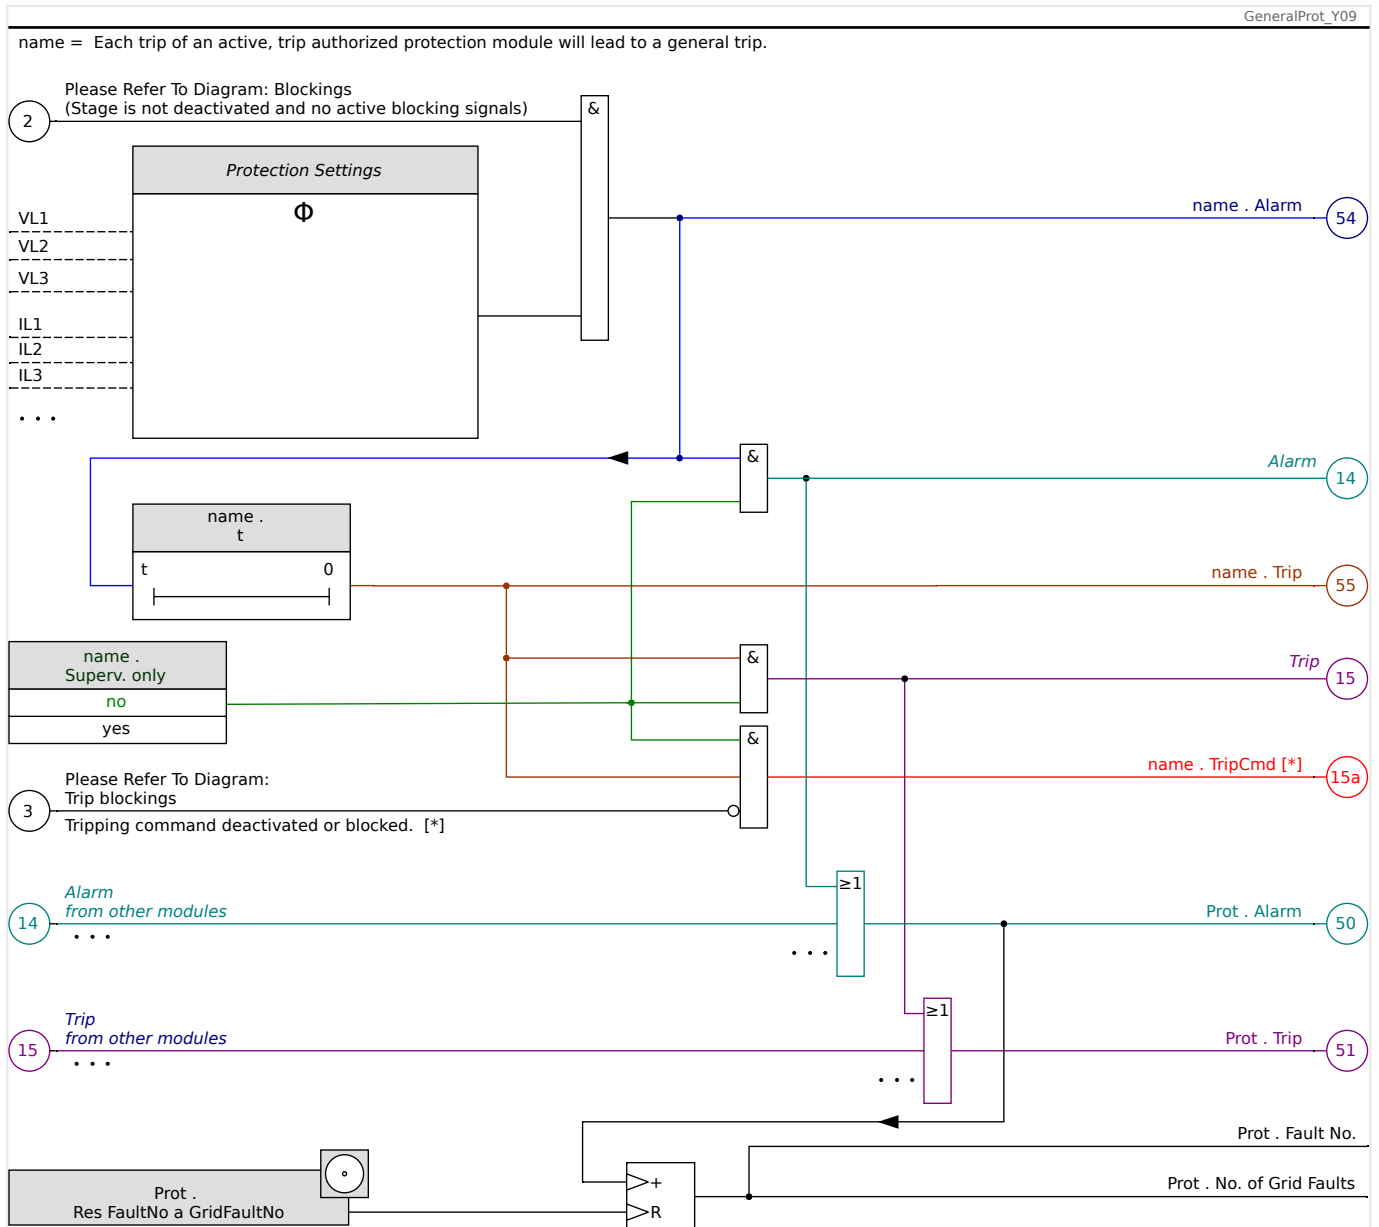 GeneralProt_Y09
name = Each trip of an active, trip authorized protection module will lead to a general trip.
Please Refer To Diagram: Blockings
(Stage is not deactivated and no active blocking signals)
2
&
Protection Settings
Φ
VL1
VL2
VL3
IL1
IL2
IL3
. . .
name . Alarm
54
&
Alarm
14
name .
t
t 0
name . Trip
55
name .
Superv. only
no
yes
&
Trip
15
&
name . TripCmd [*]
15a
Please Refer To Diagram:
Trip blockings
3
Tripping command deactivated or blocked. [*]
Alarm
from other modules
14
. . .
≥1
. . .
Prot . Alarm
50
Trip
from other modules
15
. . .
≥1
. . .
Prot . Trip
51
Prot . Fault No.
Prot . No. of Grid Faults
Prot .
Res FaultNo a GridFaultNo
+
R